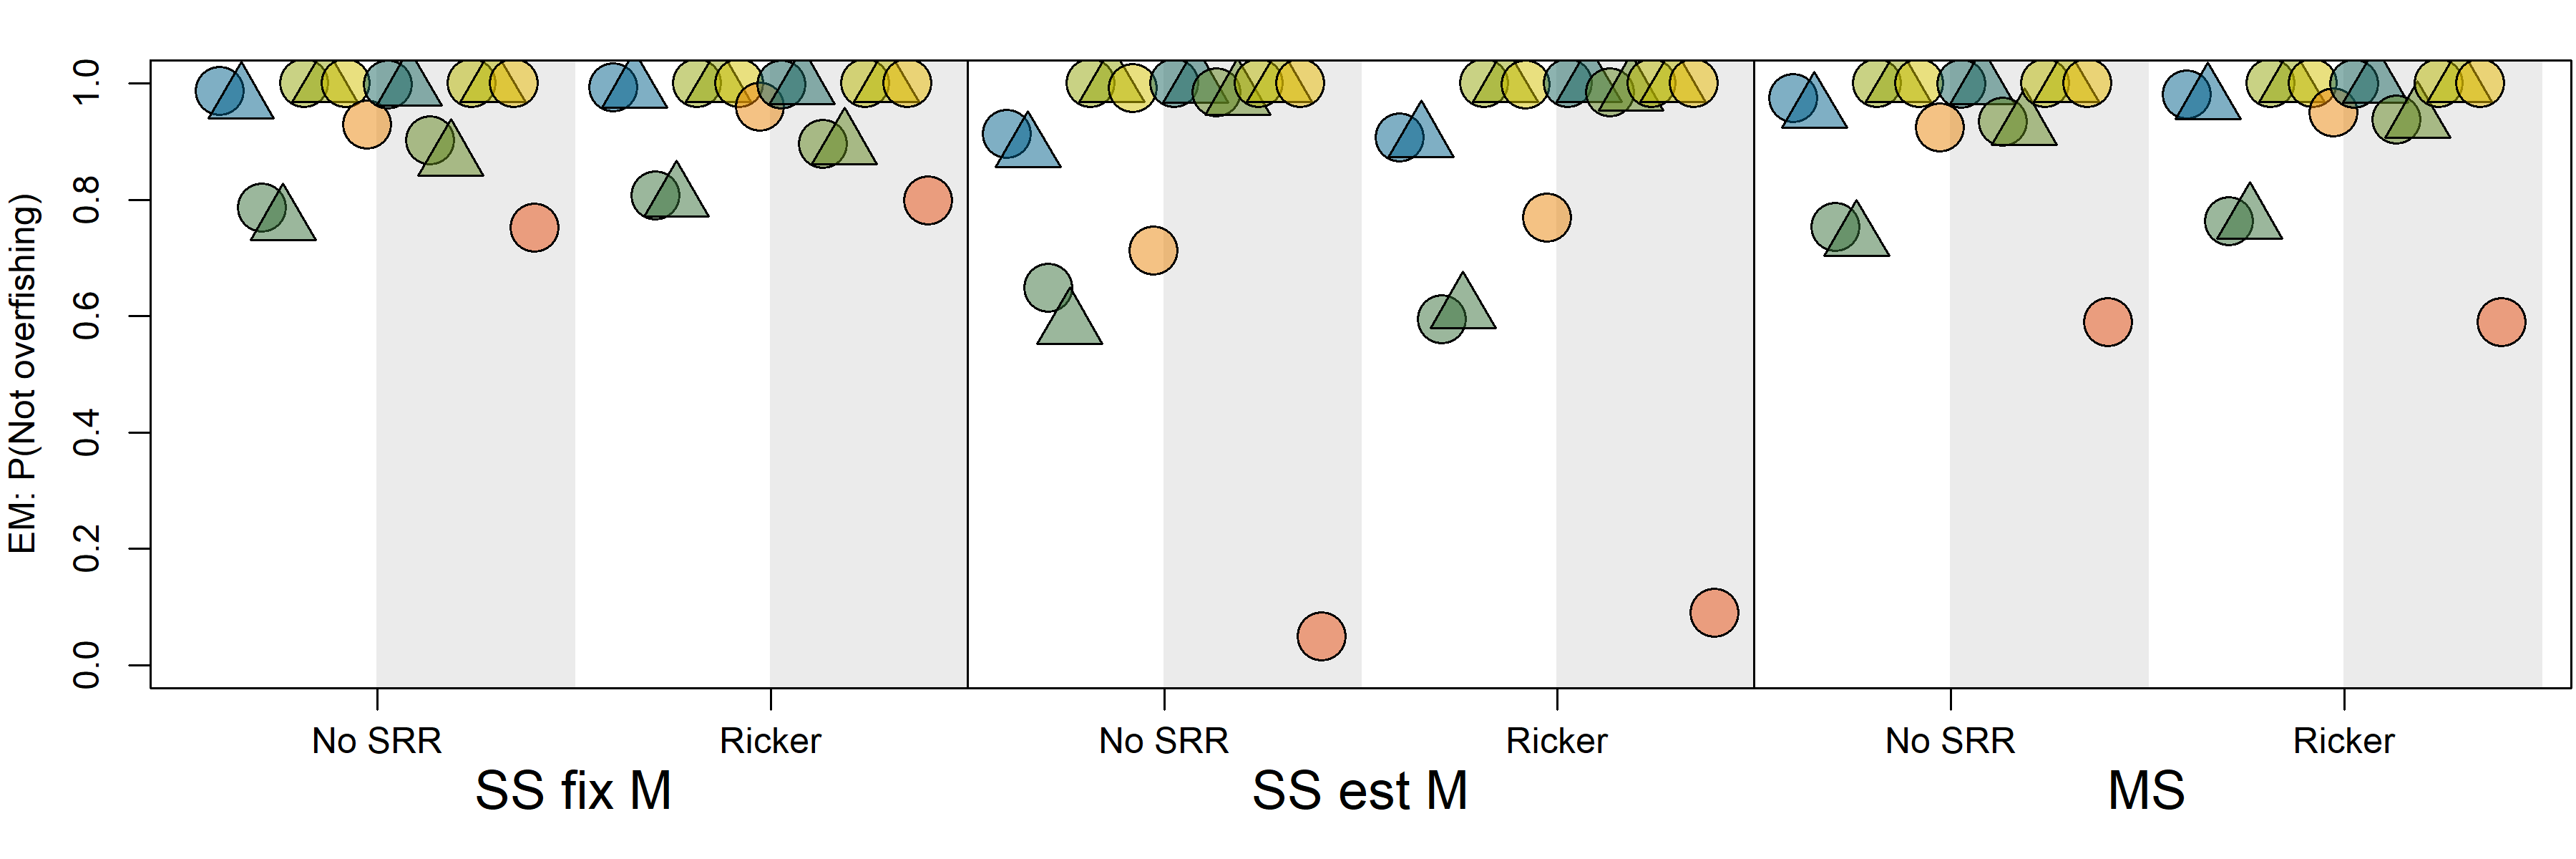 EM: P(Not overfishing)
1.0
0.8
0.6
0.4
0.2
0.0
No SRR Ricker No SRR Ricker No SRR Ricker
SS fix M SS est M MS